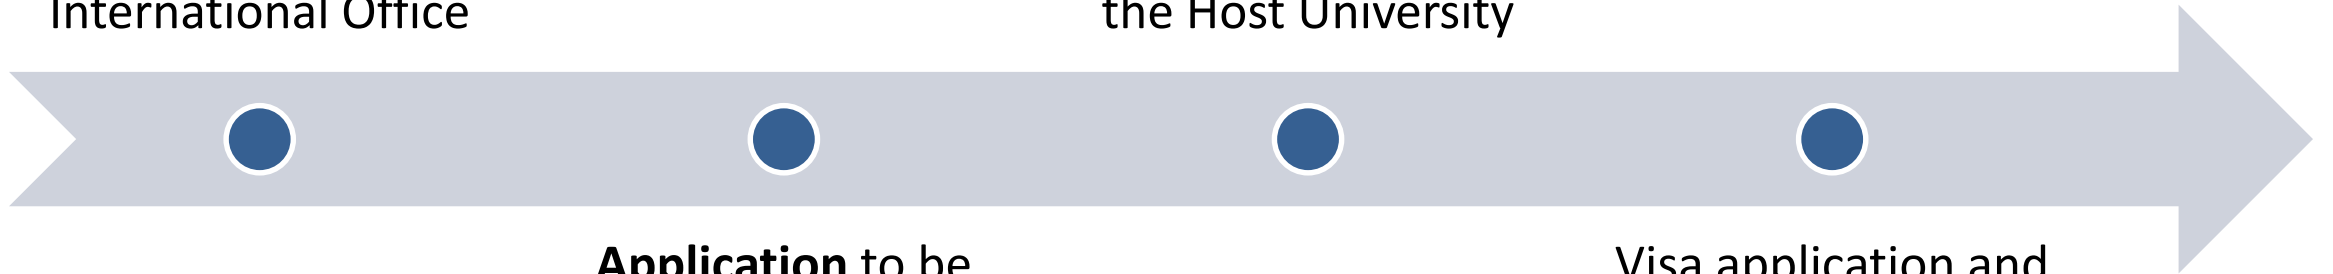 International Office
the Host University
Application to be
Visa application and